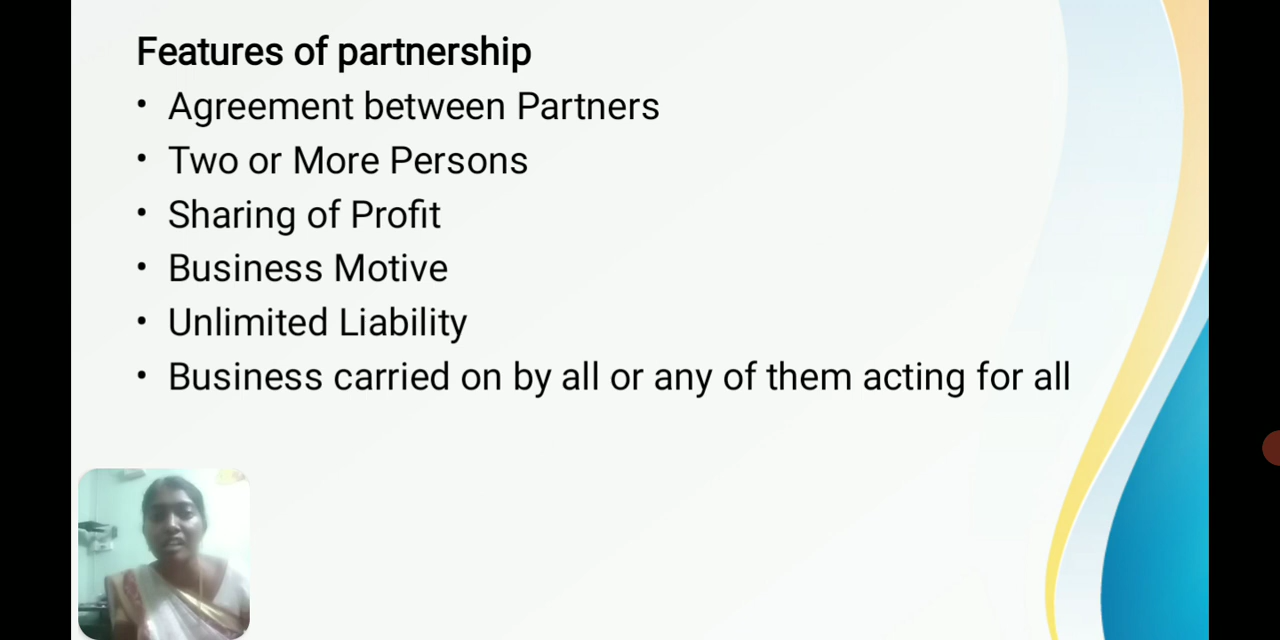 Features of partnership
• Agreement between Partners
• Two or More Persons
• Sharing of Profit
• Business Motive
• Unlimited Liability
• Business carried on by all or any of them acting for all